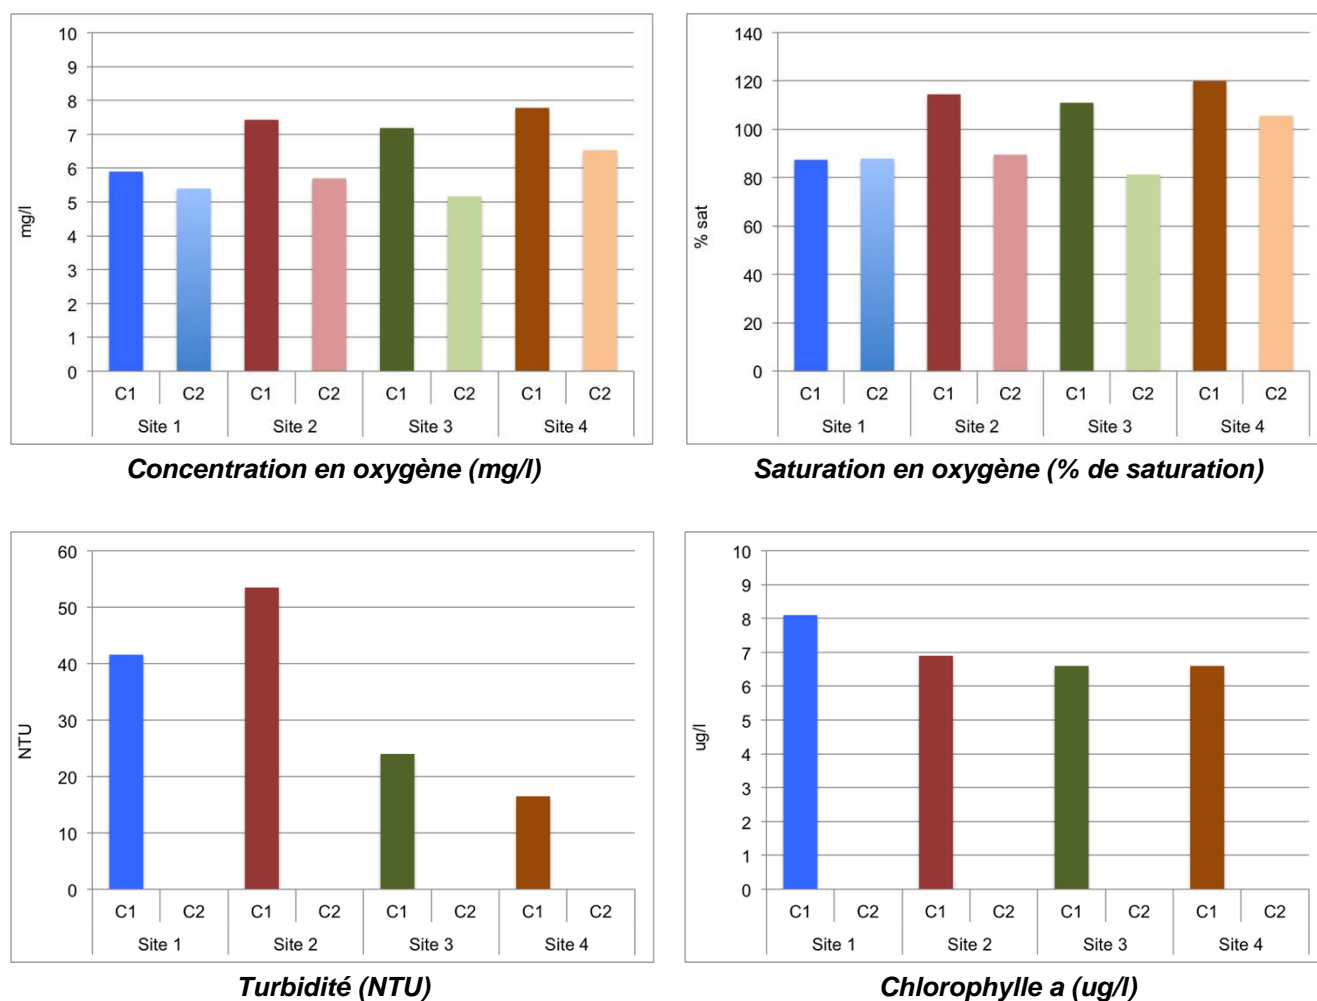 10
9
8
7
6
5
4
3
2
1
0
mg/l
C1 C2 C1 C2 C1 C2 C1 C2
Site 1 Site 2 Site 3 Site 4
Concentration en oxygène (mg/l)
140
120
100
80
60
40
20
0
% sat
C1 C2 C1 C2 C1 C2 C1 C2
Site 1 Site 2 Site 3 Site 4
Saturation en oxygène (% de saturation)
60
50
40
30
20
10
0
NTU
C1 C2 C1 C2 C1 C2 C1 C2
Site 1 Site 2 Site 3 Site 4
Turbidité (NTU)
10
9
8
7
6
5
4
3
2
1
0
ug/l
C1 C2 C1 C2 C1 C2 C1 C2
Site 1 Site 2 Site 3 Site 4
Chlorophylle a (ug/l)